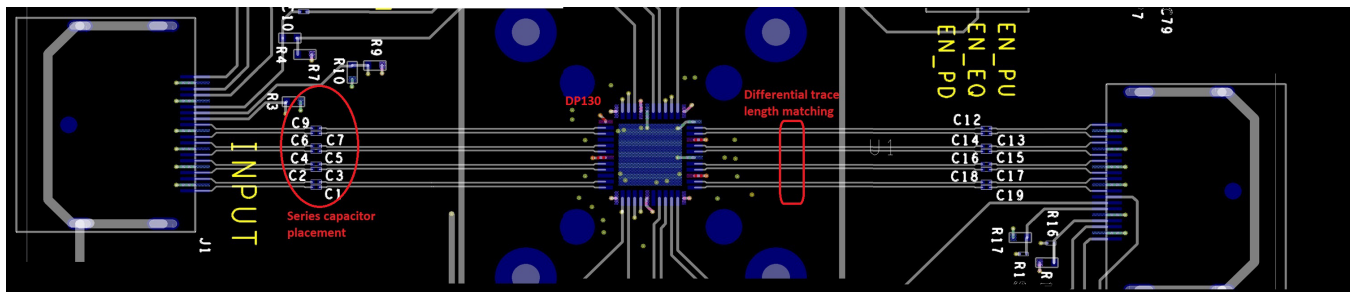 C10
R4
R7
R10
R9
R3
C9
C6
C7
C4
C5
C2
C3
C1
INPUT
J1
Series capacitor
placement
DP130
Differential trace
length matching
U1
EN_PD
EN_EQ
EN_PU
C79
C12
C14
C13
C16
C15
C18
C17
C19
R17
R16